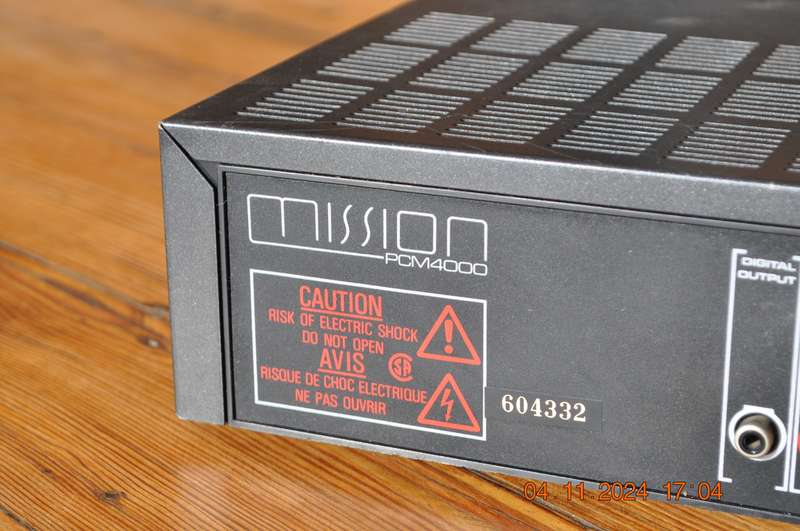 mission
PCM4000
CAUTION
RISK OF ELECTRIC SHOCK
DO NOT OPEN
AVIS
RISQUE DE CHOC ELECTRIQUE
NE PAS OUVRIR
604332
DIGITAL
OUTPUT
04.11.2024 17:04